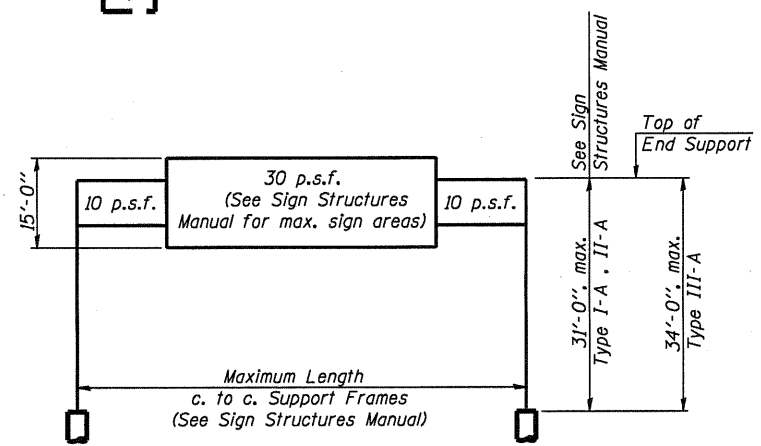 See Sign
Structures Manual
Top of
End Support
15'-0"
10 p.s.f.
30 p.s.f.
(See Sign Structures
Manual for max. sign areas)
10 p.s.f.
31'-0", max.
Type I-A , II-A
34'-0", max.
Type III-A
Maximum Length
c. to c. Support Frames
(See Sign Structures Manual)